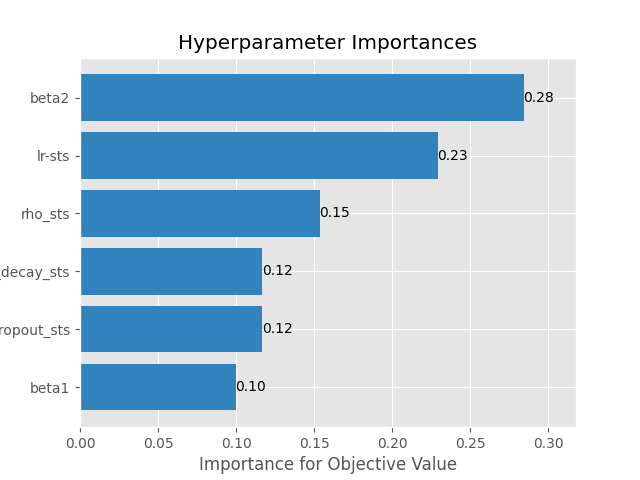 Hyperparameter Importances
beta2
0.28
lr-sts
0.23
rho_sts
0.15
_decay_sts
0.12
ropout_sts
0.12
beta1
0.10
0.00 0.05 0.10 0.15 0.20 0.25 0.30
Importance for Objective Value